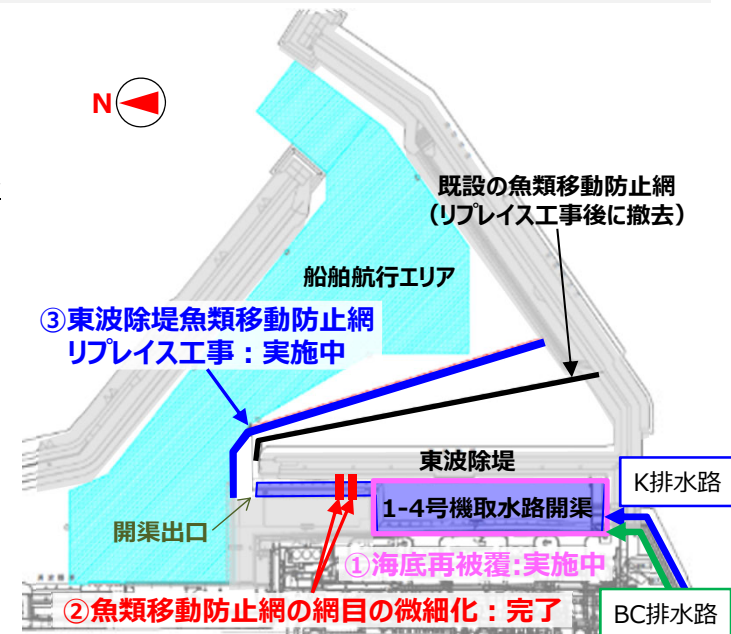 N
既設の魚類移動防止網
（リプレイス工事後に撤去）
船舶航行エリア
③東波除堤魚類移動防止網
リプレイス工事：実施中
東波除堤
K排水路
1-4号機取水路開渠
開渠出口
①海底再被覆:実施中
②魚類移動防止網の網目の微細化：完了
BC排水路